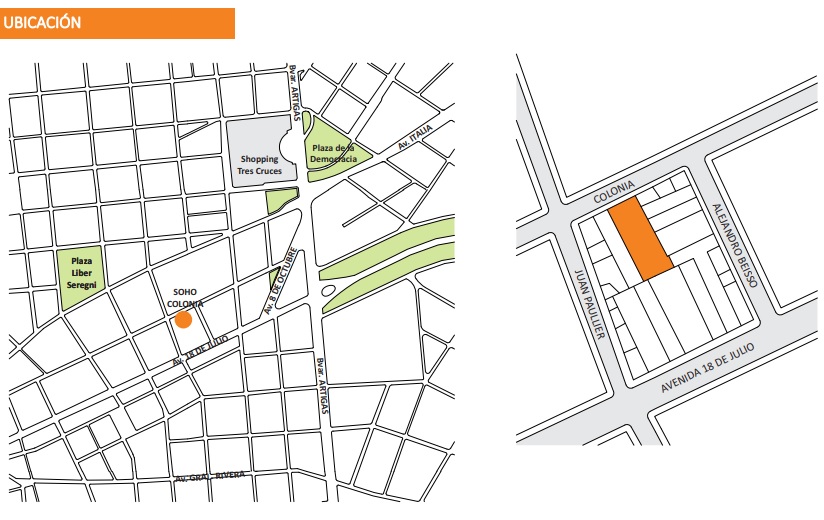 UBICACIÓN
Bvar. ARTIGAS
Shopping
Tres Cruces
Plaza de la
Democracia
Av. ITALIA
Plaza
Liber
Seregni
SOHO
COLONIA
Av. 8 DE OCTUBRE
Av. 18 DE JULIO
Bvar. ARTIGAS
Av. GRAL. RIVERA
COLONIA
ALEJANDRO BEISSO
JUAN PAULLIER
AVENIDA 18 DE JULIO